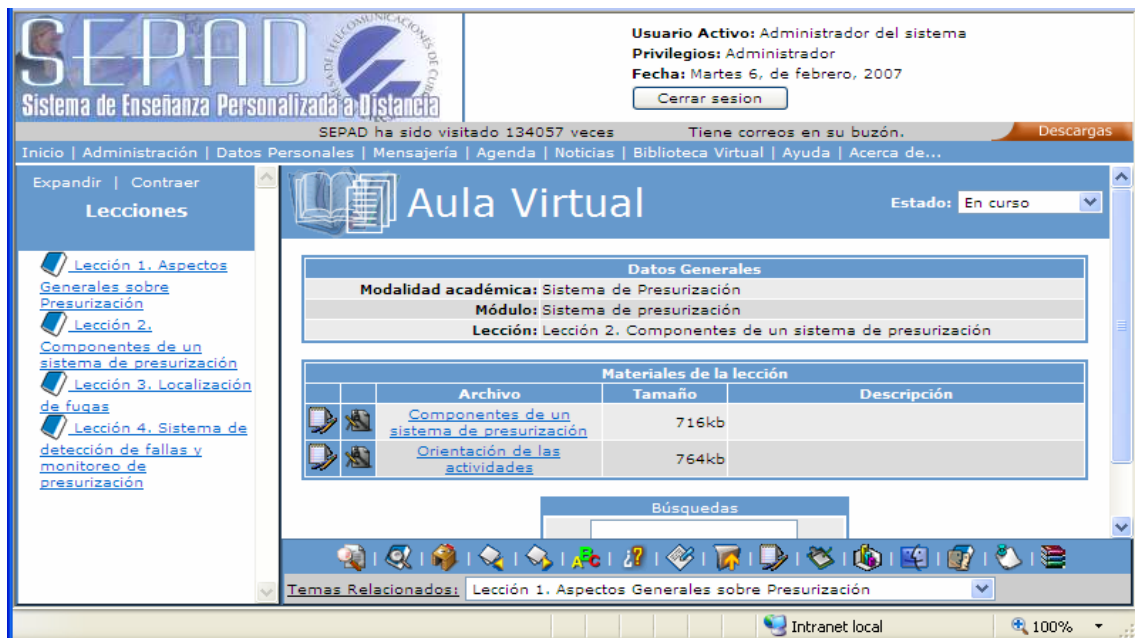 SEPAD
Sistema de Enseñanza Personalizada a Distancia
Usuario Activo: Administrador del sistema
Privilegios: Administrador
Fecha: Martes 6, de febrero, 2007
Cerrar sesion
SEPAD ha sido visitado 134057 veces
Tiene correos en su buzón.
Descargas
Inicio | Administración | Datos Personales | Mensajería | Agenda | Noticias | Biblioteca Virtual | Ayuda | Acerca de...
Expandir | Contraer
Lecciones
Lección 1. Aspectos
Generales sobre
Presurización
Lección 2.
Componentes de un
sistema de presurización
Lección 3. Localización
de fugas
Lección 4. Sistema de
detección de fallas y
monitoreo de
presurización
Aula Virtual
Estado: En curso
Datos Generales
Modalidad académica: Sistema de Presurización
Módulo: Sistema de presurización
Lección: Lección 2. Componentes de un sistema de presurización
Materiales de la lección
Archivo Tamaño Descripción
Componentes de un
sistema de presurización
716kb
Orientación de las
actividades
764kb
Búsquedas
Temas Relacionados: Lección 1. Aspectos Generales sobre Presurización
Intranet local
100%